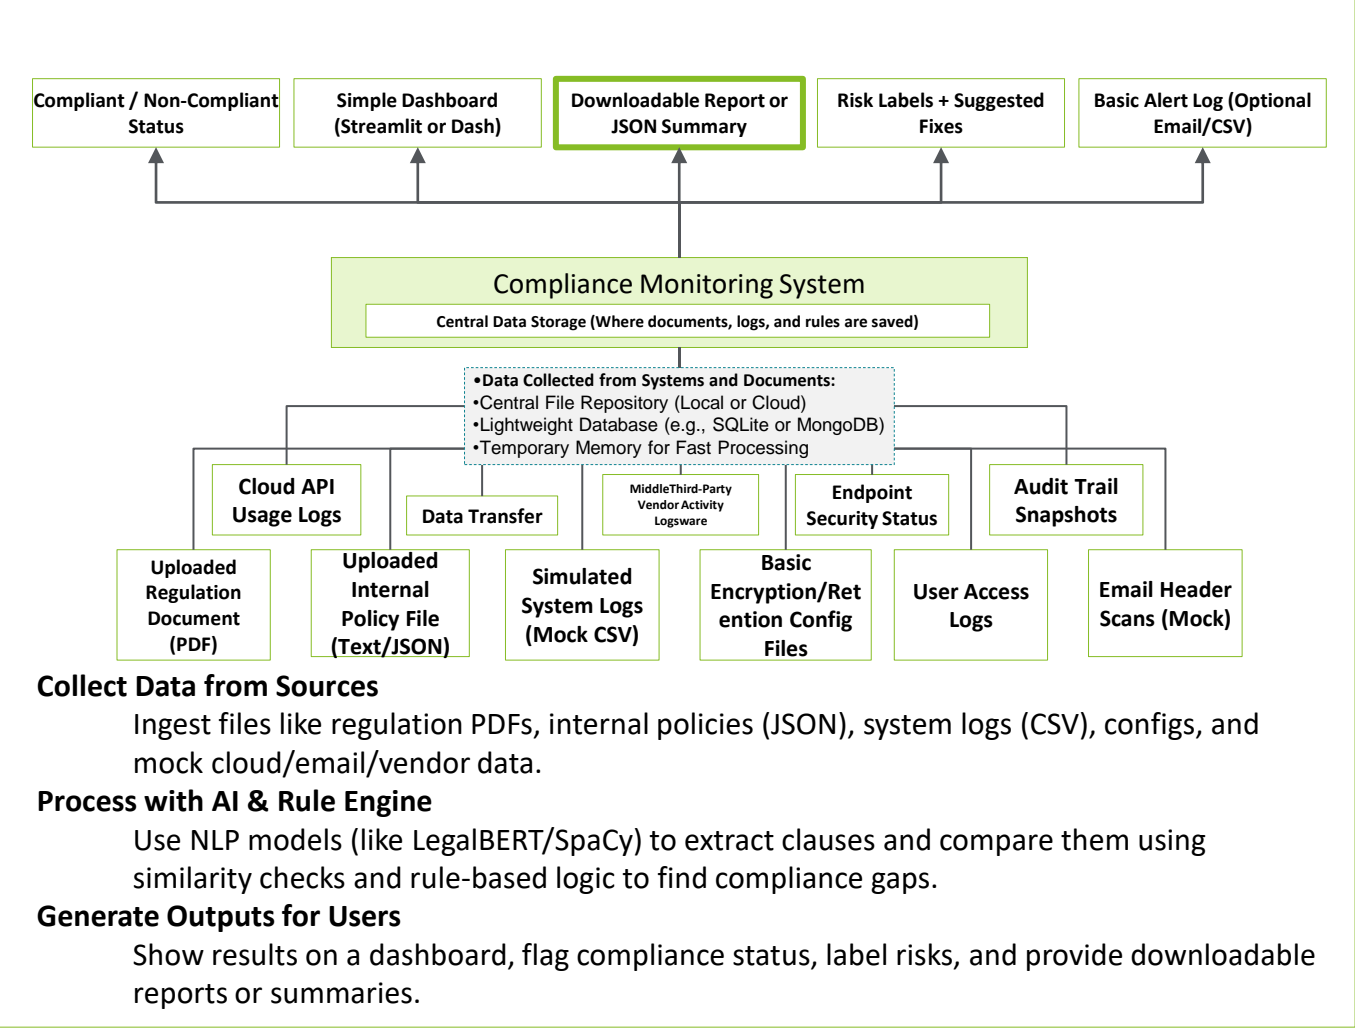 Compliant / Non-Compliant
Status
Simple Dashboard
(Streamlit or Dash)
Downloadable Report or
JSON Summary
Risk Labels + Suggested
Fixes
Basic Alert Log (Optional
Email/CSV)
Compliance Monitoring System
Central Data Storage (Where documents, logs, and rules are saved)
•Data Collected from Systems and Documents:
•Central File Repository (Local or Cloud)
•Lightweight Database (e.g., SQLite or MongoDB)
•Temporary Memory for Fast Processing
Cloud API
Usage Logs
Data Transfer
MiddleThird-Party
Vendor Activity
Logsware
Endpoint
Security Status
Audit Trail
Snapshots
Uploaded
Regulation
Document
(PDF)
Uploaded
Internal
Policy File
(Text/JSON)
Simulated
System Logs
(Mock CSV)
Basic
Encryption/Ret
ention Config
Files
User Access
Logs
Email Header
Scans (Mock)
Collect Data from Sources
Ingest files like regulation PDFs, internal policies (JSON), system logs (CSV), configs, and
mock cloud/email/vendor data.
Process with AI & Rule Engine
Use NLP models (like LegalBERT/SpaCy) to extract clauses and compare them using
similarity checks and rule-based logic to find compliance gaps.
Generate Outputs for Users
Show results on a dashboard, flag compliance status, label risks, and provide downloadable
reports or summaries.